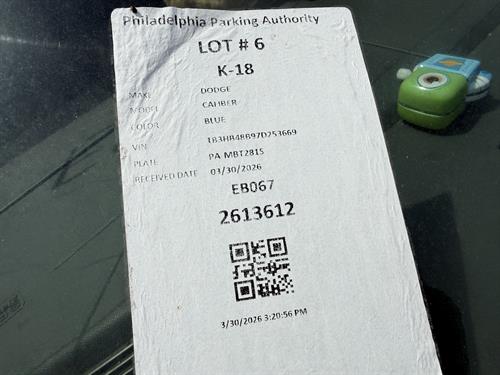 Philadelphia Parking Authority
LOT # 6
K-18
MAKE DODGE
MODEL CAHBER
COLOR BLUE
VIN 1B3HB48B97D253669
PLATE PA MBT2815
RECEIVED DATE 03/30/2026
EB067
2613612
3/30/2026 3:20:56 PM